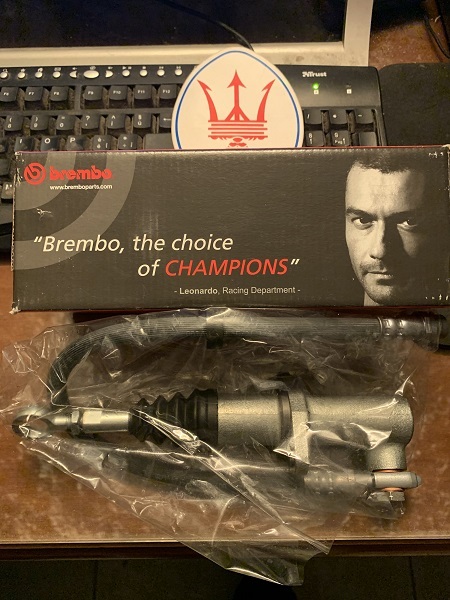 Trust
brembo
www.bremboparts.com
“Brembo, the choice
of CHAMPIONS”
- Leonardo, Racing Department -